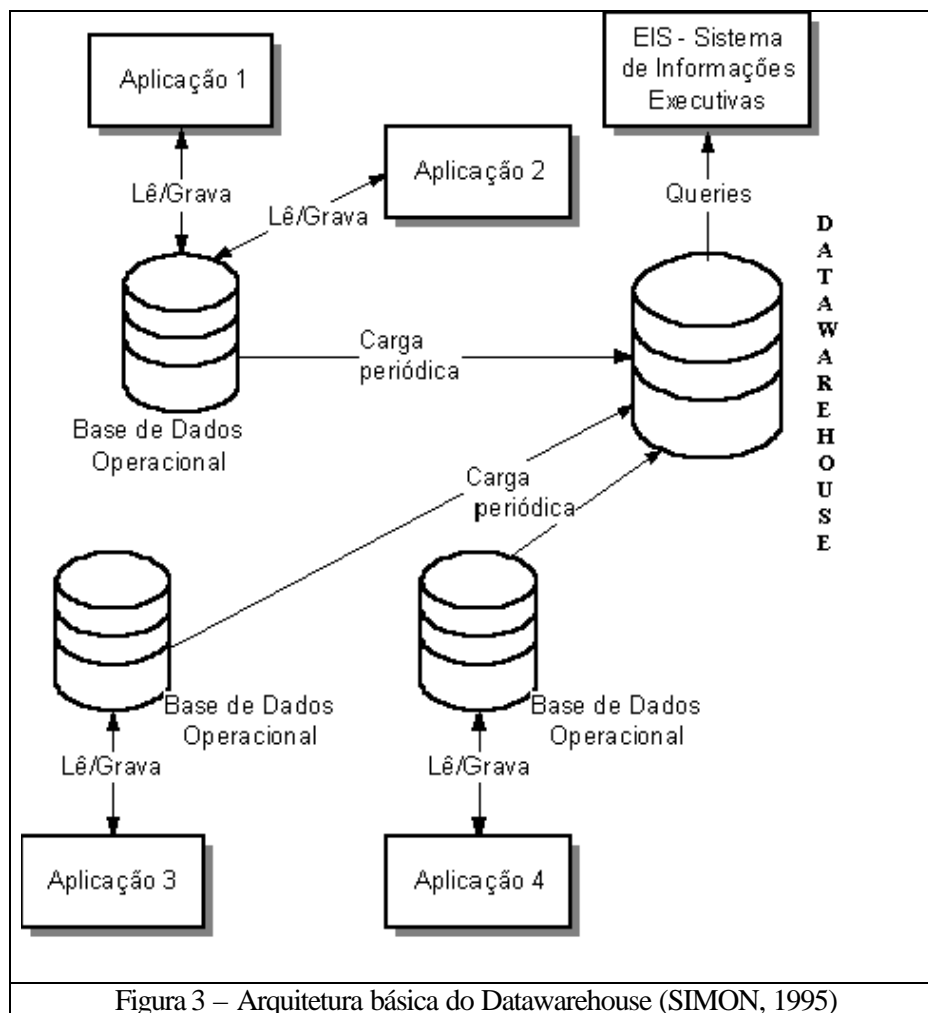 Aplicação 1
EIS - Sistema
de Informações
Executivas
Aplicação 2
Lê/Grava
Lê/Grava
Queries
DATAWAREHOUSE
Carga
periódica
Base de Dados
Operacional
Carga
periódica
Base de Dados
Operacional
Base de Dados
Operacional
Lê/Grava
Lê/Grava
Aplicação 3
Aplicação 4
Figura 3 – Arquitetura básica do Datawarehouse (SIMON, 1995)